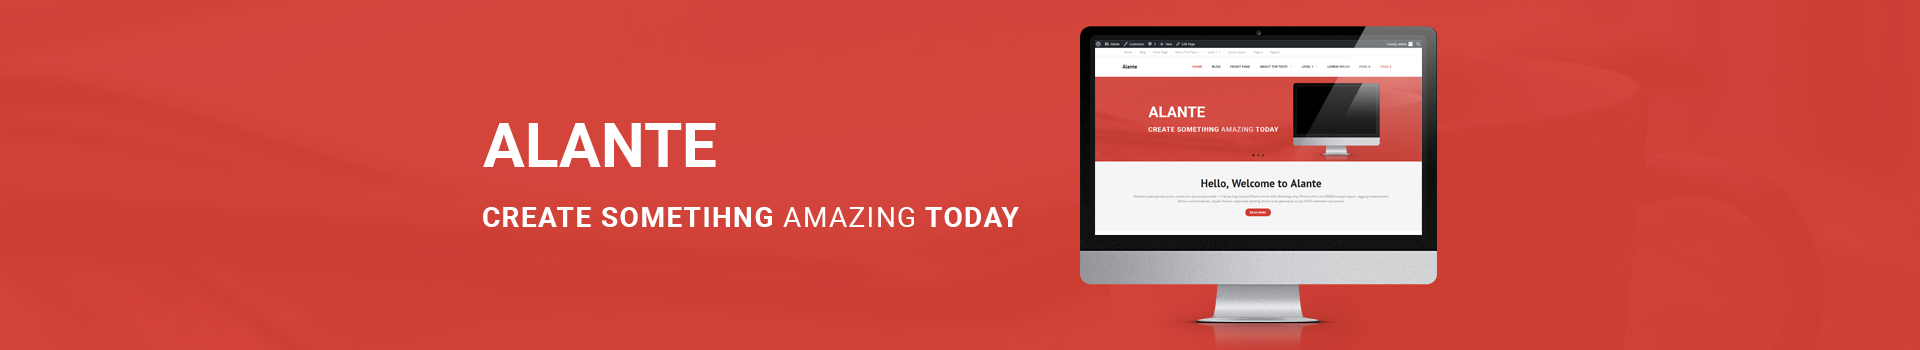 ALANTE
CREATE SOMETIHNG AMAZING TODAY
Alante
HOME BLOG FRONT PAGE ABOUT THE TESTS LEVEL 1 LOREM IPSUM PAGE A PAGE B
ALANTE
CREATE SOMETIHNG AMAZING TODAY
Hello, Welcome to Alante
READ MORE